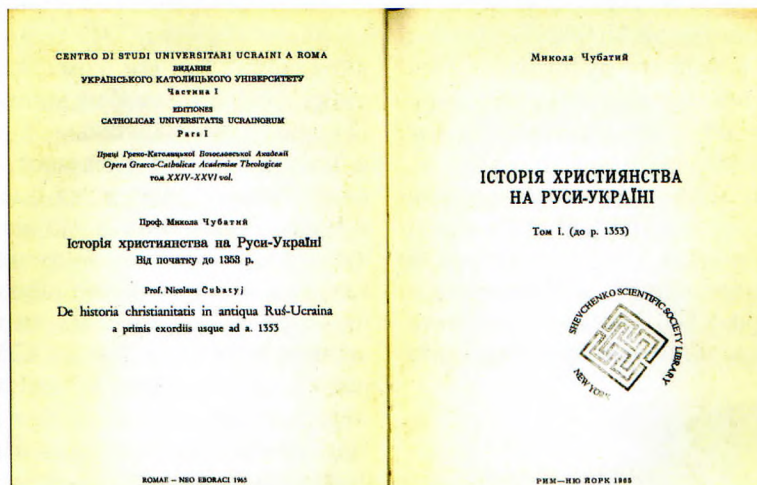 CENTRO DI STUDI UNIVERSITARI UCRAINI A ROMA
ВИДАННЯ
УКРАЇНСЬКОГО КАТОЛИЦЬКОГО УНІВЕРСИТЕТУ
Частина I
EDITIONES
CATHOLICAE UNIVERSITATIS UCRAINORUM
Pars I
Праці Греко-Католицької Богословської Академії
Opera Graeco-Catholicae Academiae Theologicae
том XXIV-XXVI vol.
Проф. Микола Чубатий
Історія християнства на Руси-Україні
Від початку до 1353 р.
Prof. Nicolaus Čubatyj
De historia christianitatis in antiqua Ruś-Ucraina
a primis exordiis usque ad a. 1353
ROMAE – NEO EBORACI 1965
Микола Чубатий
ІСТОРІЯ ХРИСТИЯНСТВА
НА РУСИ-УКРАЇНІ
Том I. (до р. 1353)
SHEVCHENKO SCIENTIFIC SOCIETY LIBRARY
NEW YORK
РИМ—НЮ ЙОРК 1965